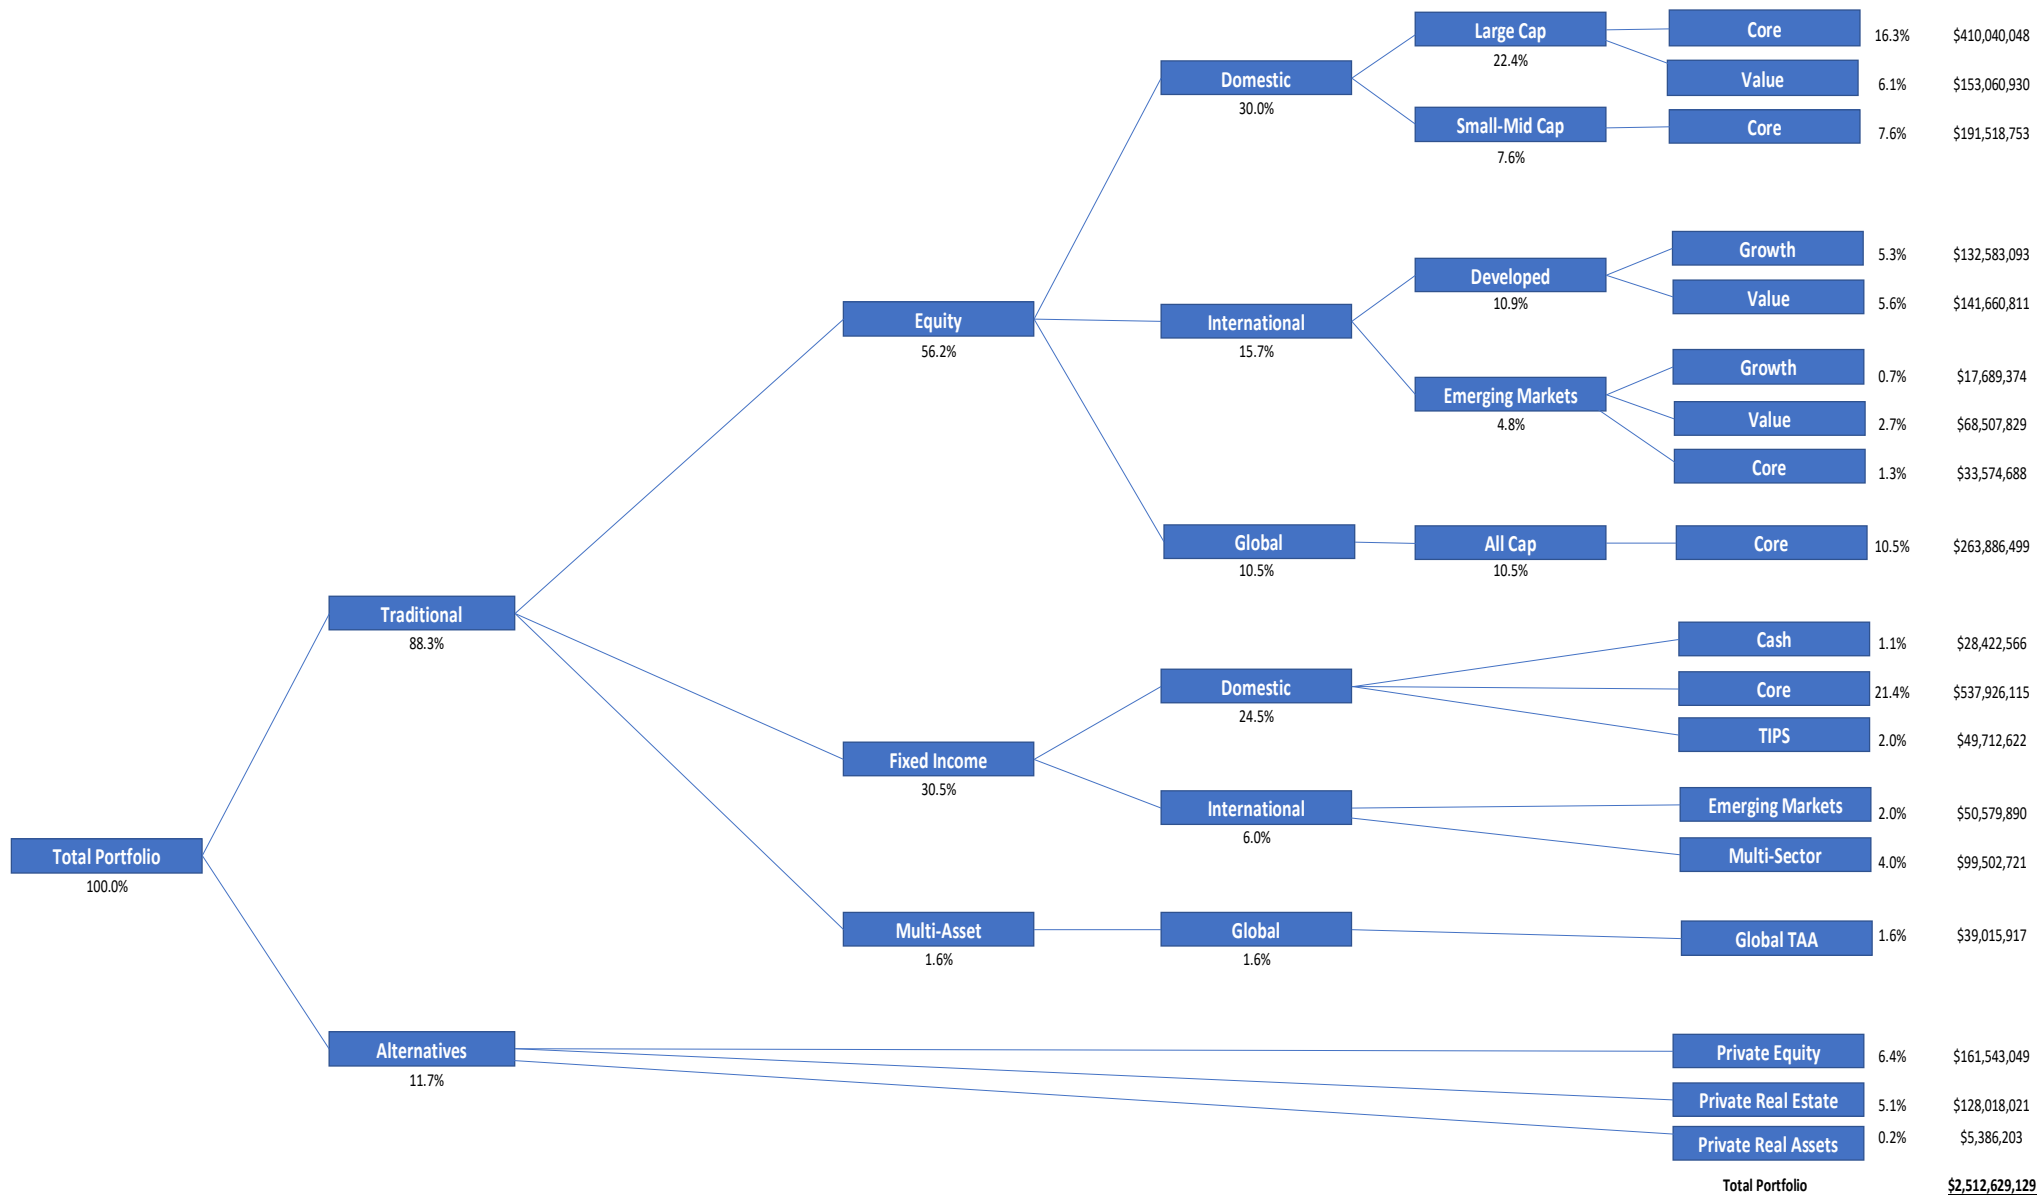 Large Cap
22.4%
Core
16.3%
$410,040,048
Value
6.1%
$153,060,930
Domestic
30.0%
Small-Mid Cap
7.6%
Core
7.6%
$191,518,753
Growth
5.3%
$132,583,093
Developed
10.9%
Value
5.6%
$141,660,811
Equity
56.2%
International
15.7%
Growth
0.7%
$17,689,374
Emerging Markets
4.8%
Value
2.7%
$68,507,829
Core
1.3%
$33,574,688
Global
10.5%
All Cap
10.5%
Core
10.5%
$263,886,499
Traditional
88.3%
Cash
1.1%
$28,422,566
Domestic
24.5%
Core
21.4%
$537,926,115
TIPS
2.0%
$49,712,622
Fixed Income
30.5%
International
6.0%
Emerging Markets
2.0%
$50,579,890
Multi-Sector
4.0%
$99,502,721
Total Portfolio
100.0%
Multi-Asset
1.6%
Global
1.6%
Global TAA
1.6%
$39,015,917
Alternatives
11.7%
Private Equity
6.4%
$161,543,049
Private Real Estate
5.1%
$128,018,021
Private Real Assets
0.2%
$5,386,203
Total Portfolio
$2,512,629,129